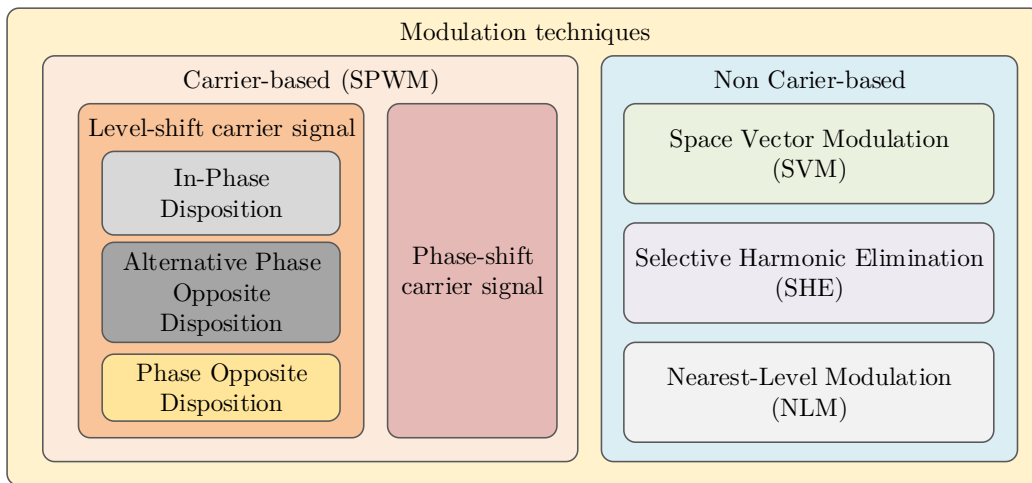 Modulation techniques
Carrier-based (SPWM)
Level-shift carrier signal
In-Phase
Disposition
Alternative Phase
Opposite
Disposition
Phase Opposite
Disposition
Phase-shift
carrier signal
Non Carier-based
Space Vector Modulation
(SVM)
Selective Harmonic Elimination
(SHE)
Nearest-Level Modulation
(NLM)